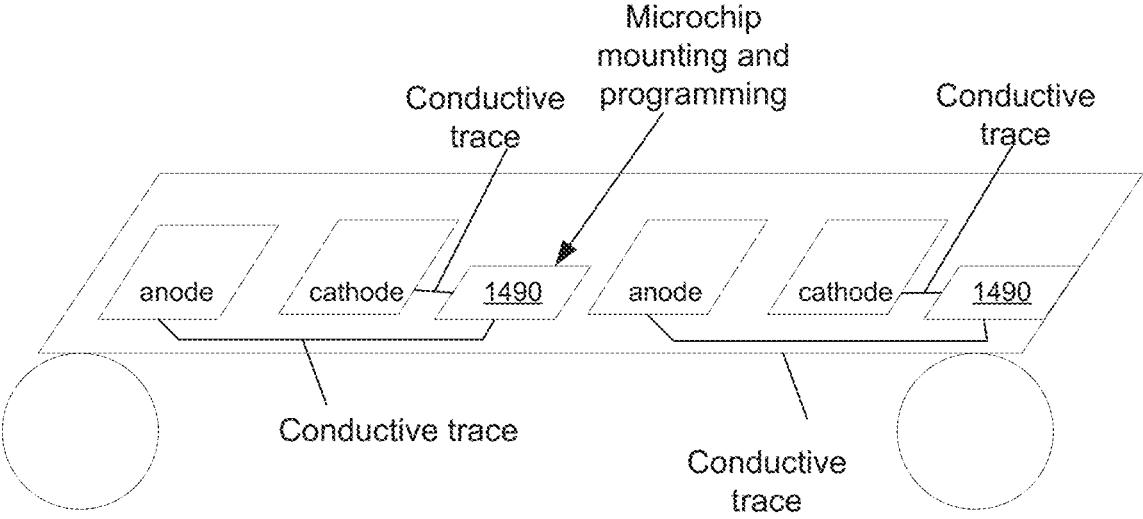 Microchip
mounting and
programming
Conductive
trace
Conductive
trace
anode
cathode
1490
anode
cathode
1490
Conductive trace
Conductive
trace